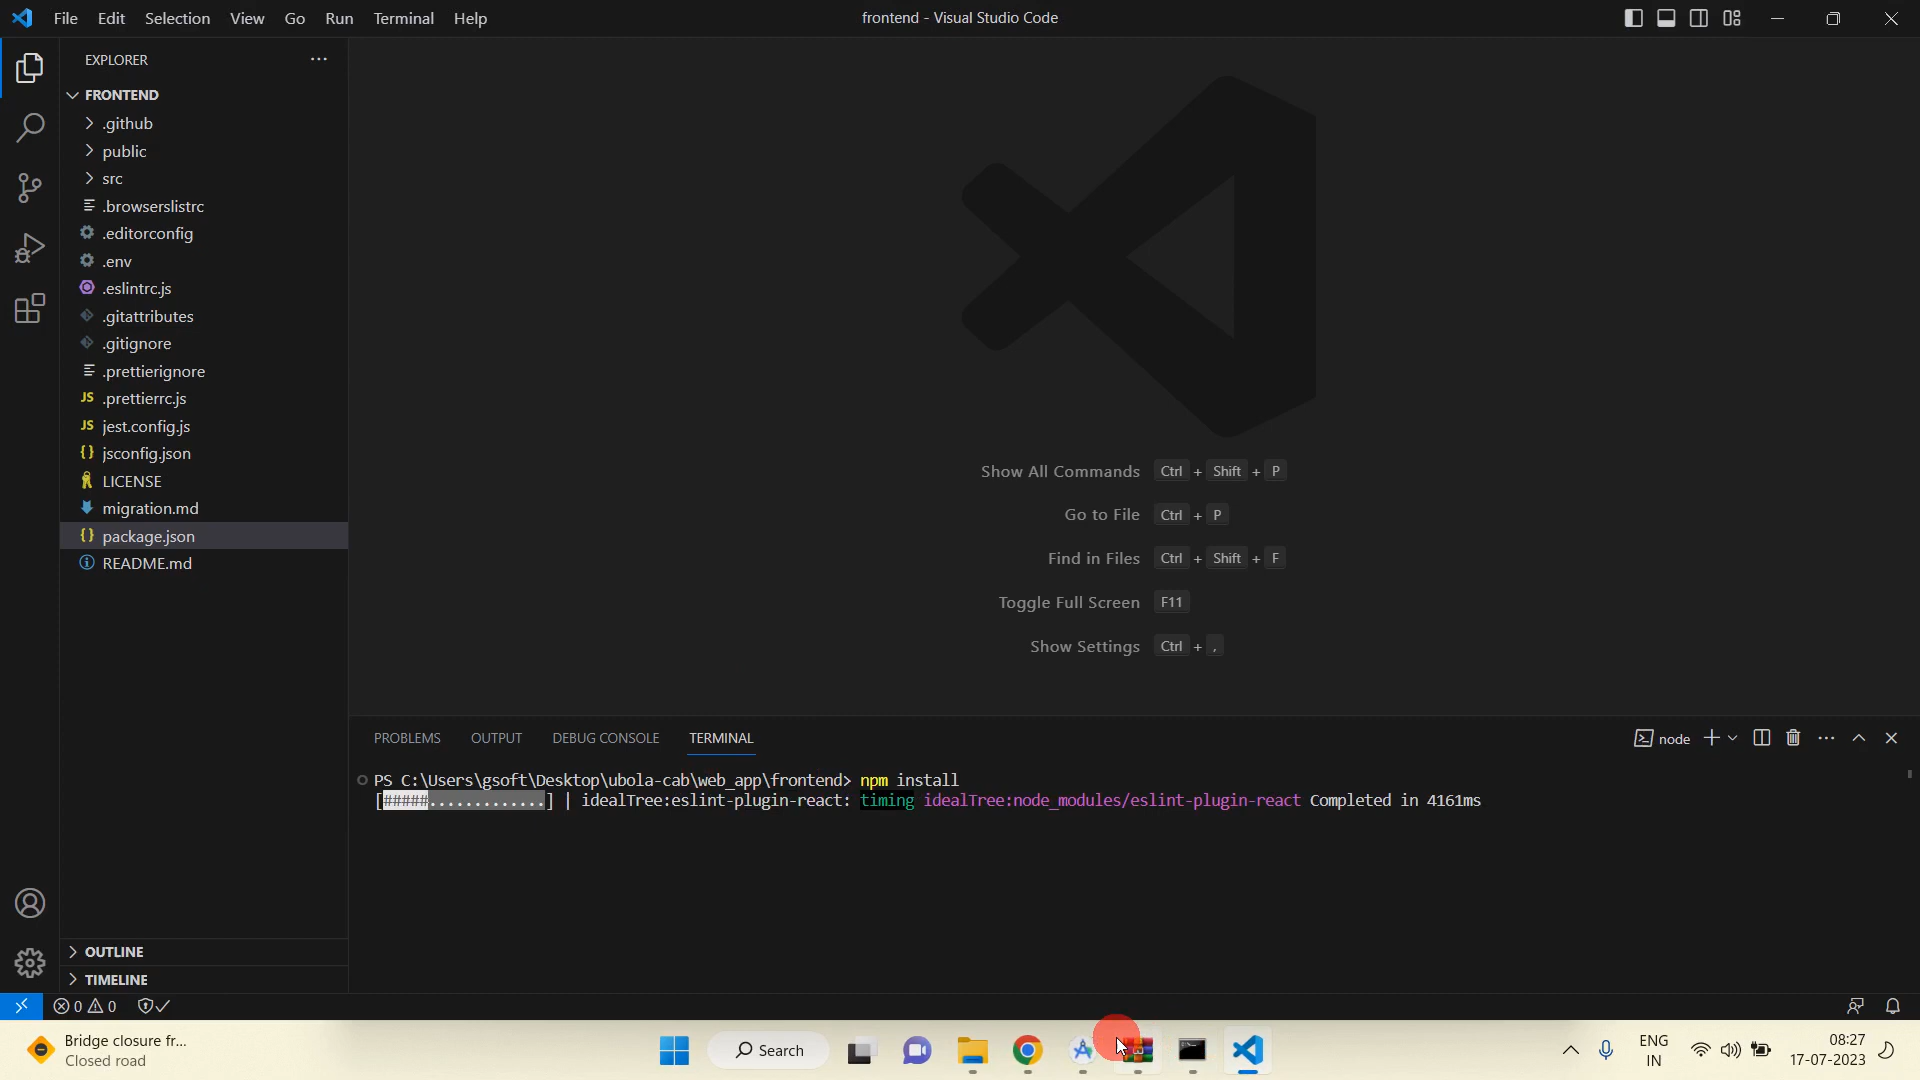 File Edit Selection View Go Run Terminal Help
frontend - Visual Studio Code
EXPLORER
FRONTEND
.github
public
src
.browserslistrc
.editorconfig
.env
.eslintrc.js
.gitattributes
.gitignore
.prettierignore
JS .prettierrc.js
JS jest.config.js
{} jsconfig.json
LICENSE
migration.md
{} package.json
README.md
OUTLINE
TIMELINE
Show All Commands Ctrl + Shift + P
Go to File Ctrl + P
Find in Files Ctrl + Shift + F
Toggle Full Screen F11
Show Settings Ctrl + ,
PROBLEMS OUTPUT DEBUG CONSOLE TERMINAL
node
PS C:\Users\gsoft\Desktop\ubola-cab\web_app\frontend> npm install
[#####.............] | idealTree:eslint-plugin-react: timing idealTree:node_modules/eslint-plugin-react Completed in 4161ms
0 0
Bridge closure fr...
Closed road
Search
ENG
IN
08:27
17-07-2023